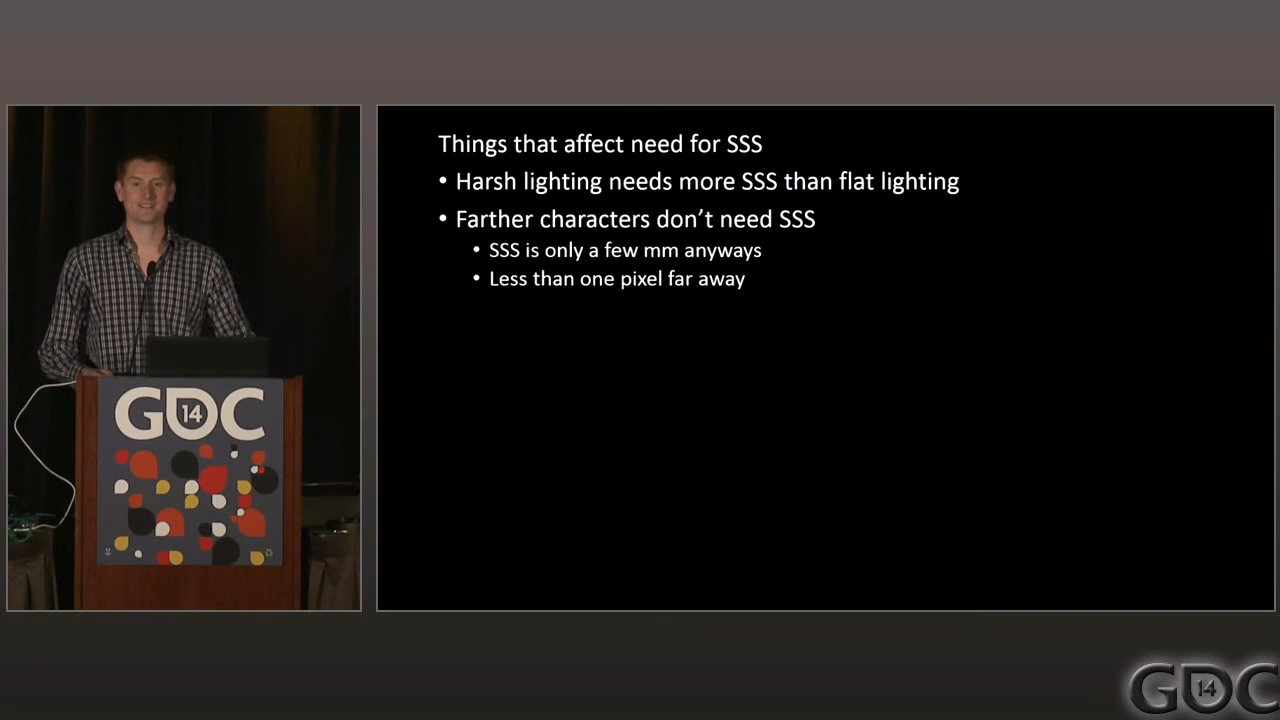 Things that affect need for SSS
• Harsh lighting needs more SSS than flat lighting
• Farther characters don't need SSS
• SSS is only a few mm anyways
• Less than one pixel far away
GDC
14
GDC
14